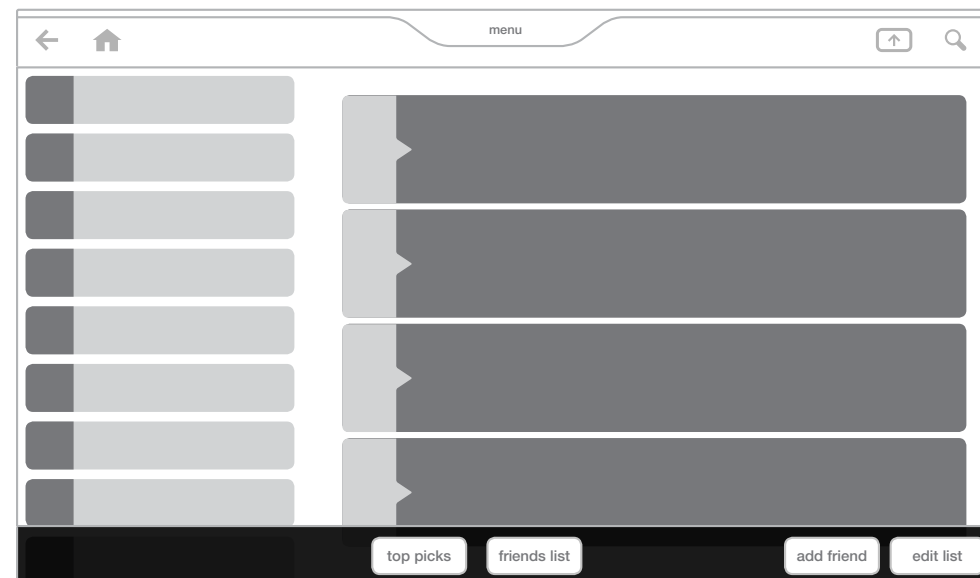 menu
top picks
friends list
add friend
edit list